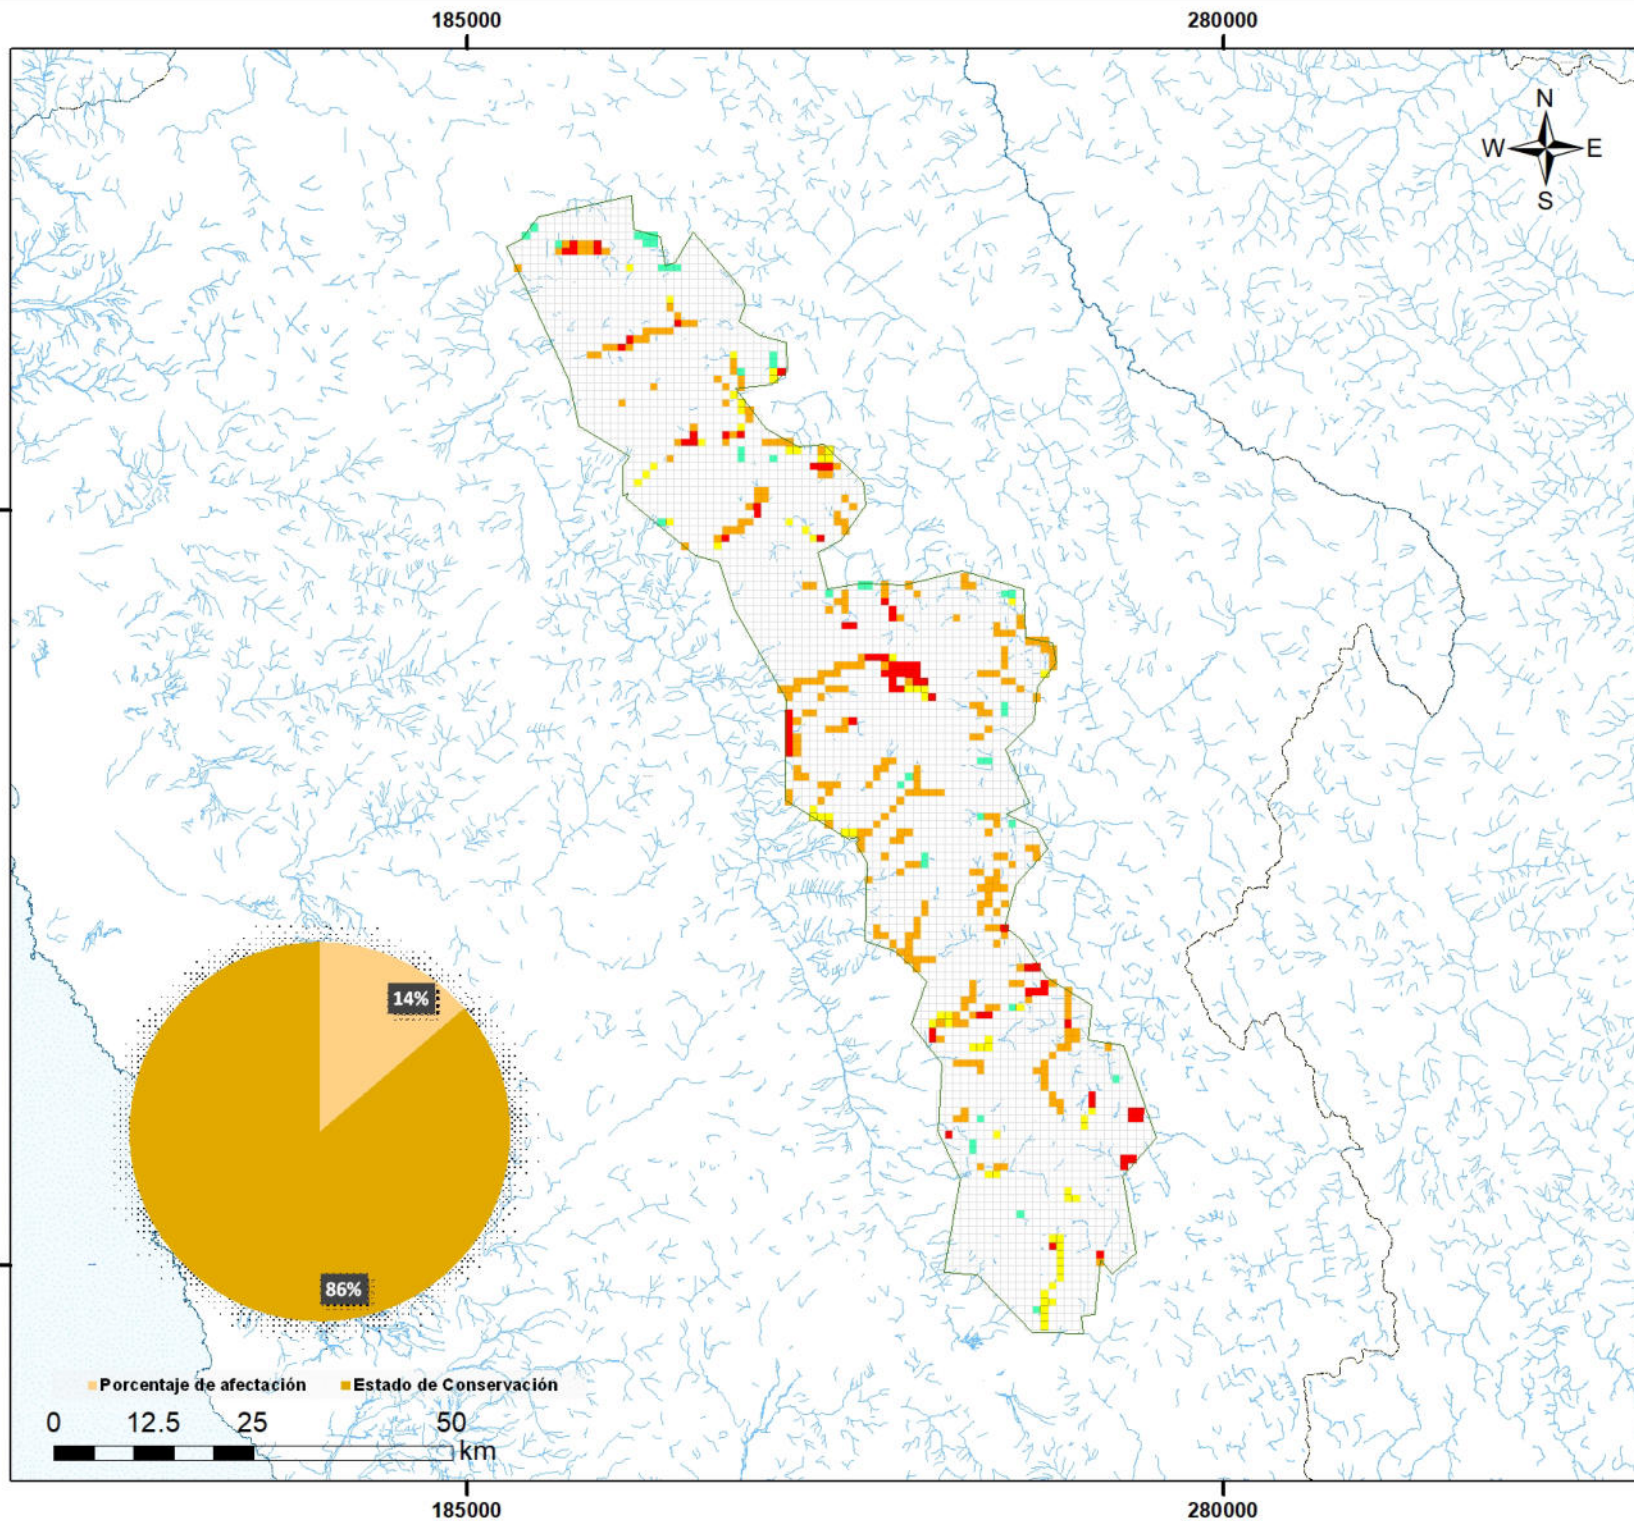 185000 280000
N
W E
S
14%
86%
Porcentaje de afectación Estado de Conservación
0 12.5 25 50
km
185000 280000